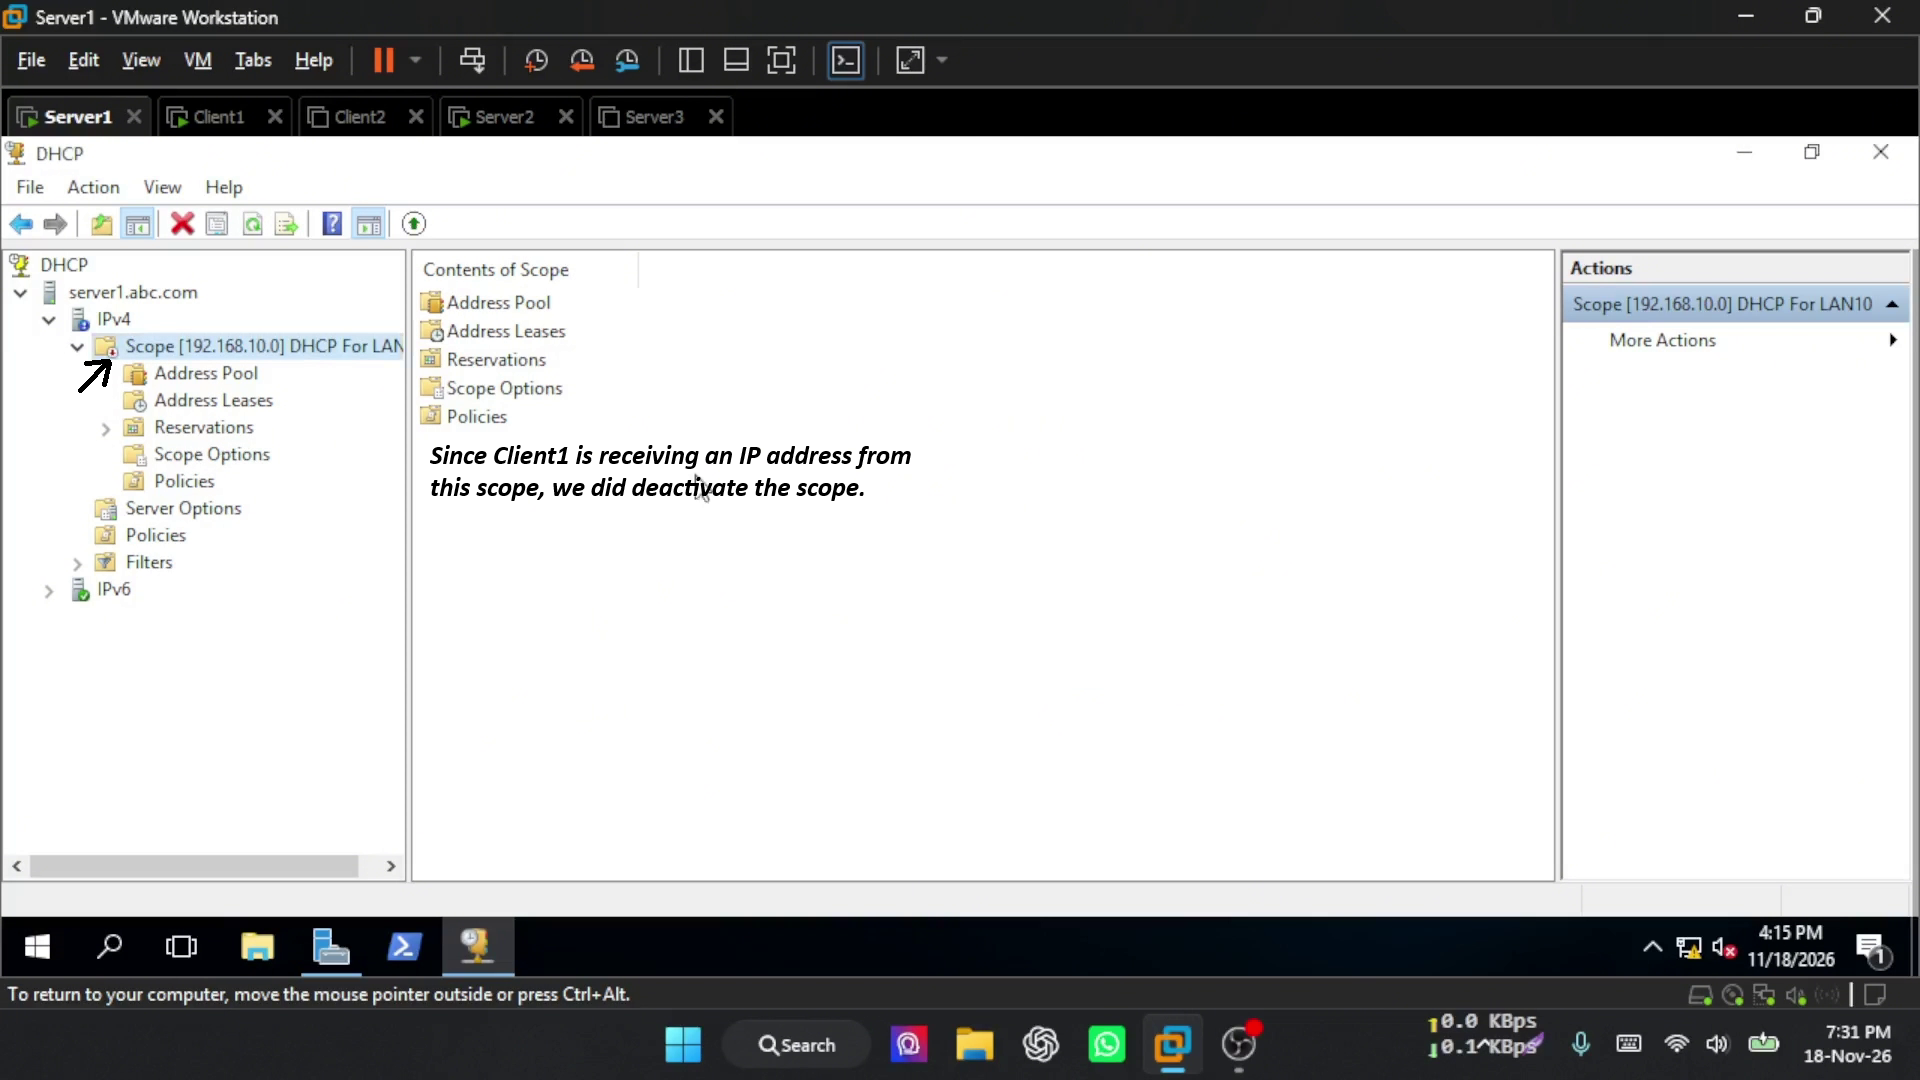 Server1 - VMware Workstation
File Edit View VM Tabs Help
Server1 Client1 Client2 Server2 Server3
DHCP
File Action View Help
DHCP
server1.abc.com
IPv4
Scope [192.168.10.0] DHCP For LAN
Address Pool
Address Leases
Reservations
Scope Options
Policies
Server Options
Policies
Filters
IPv6
Contents of Scope
Address Pool
Address Leases
Reservations
Scope Options
Policies
Since Client1 is receiving an IP address from
this scope, we did deactivate the scope.
Actions
Scope [192.168.10.0] DHCP For LAN10
More Actions
4:15 PM
11/18/2026
1
To return to your computer, move the mouse pointer outside or press Ctrl+Alt.
Search
0.0 KBps
0.1 KBps
7:31 PM
18-Nov-26